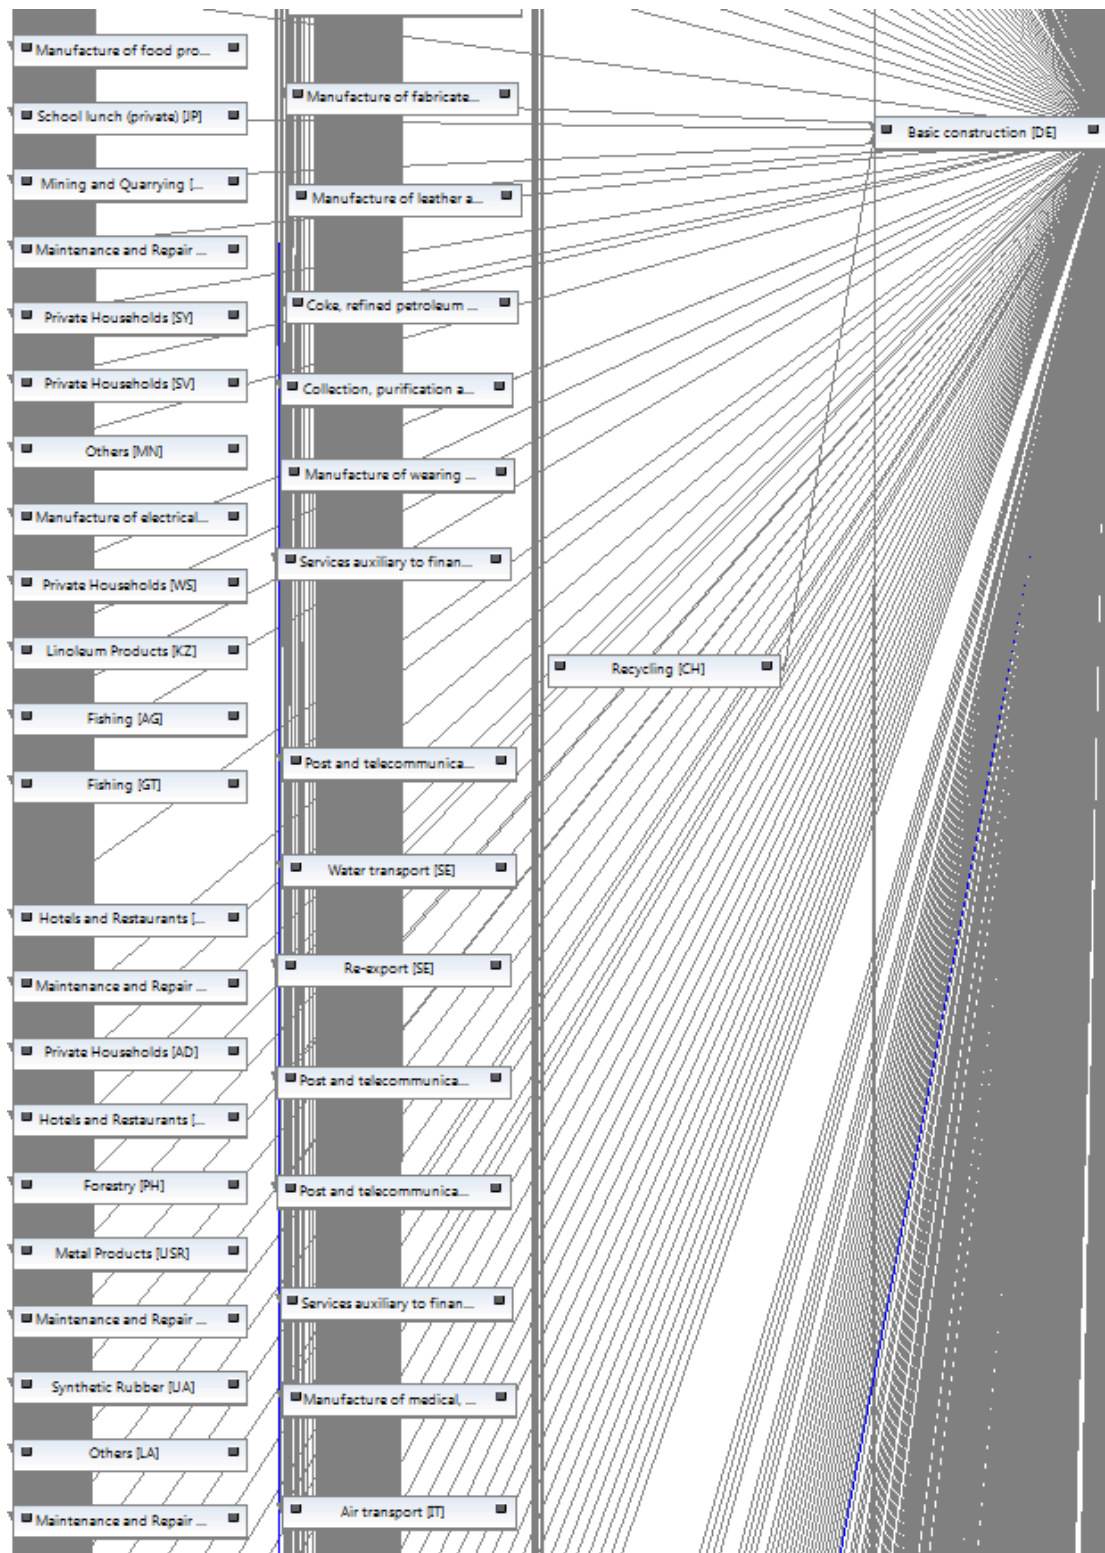 Manufacture of food pro...
School lunch (private) [JP]
Mining and Quarrying [...
Maintenance and Repair ...
Private Households [SY]
Private Households [SV]
Others [MN]
Manufacture of electrical...
Private Households [WS]
Linoleum Products [KZ]
Fishing [AG]
Fishing [GT]
Hotels and Restaurants [...
Maintenance and Repair ...
Private Households [AD]
Hotels and Restaurants [...
Forestry [PH]
Metal Products [USR]
Maintenance and Repair ...
Synthetic Rubber [UA]
Others [LA]
Maintenance and Repair ...
Manufacture of fabricate...
Manufacture of leather a...
Coke, refined petroleum ...
Collection, purification a...
Manufacture of wearing ...
Services auxiliary to finan...
Post and telecommunica...
Water transport [SE]
Re-export [SE]
Post and telecommunica...
Post and telecommunica...
Services auxiliary to finan...
Manufacture of medical, ...
Air transport [IT]
Recycling [CH]
Basic construction [DE]